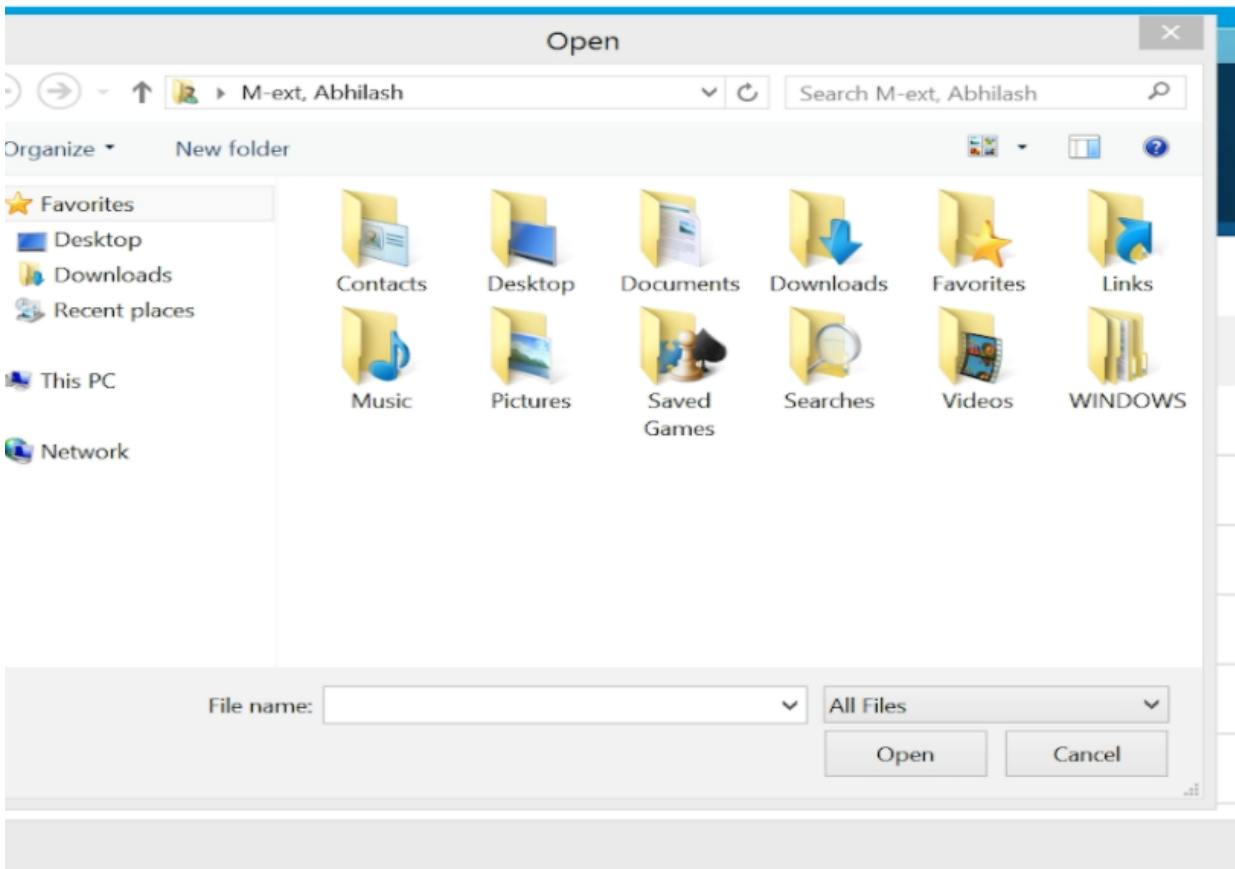 Open
M-ext, Abhilash
Search M-ext, Abhilash
Organize
New folder
Favorites
Desktop
Downloads
Recent places
This PC
Network
Contacts
Desktop
Documents
Downloads
Favorites
Links
Music
Pictures
Saved
Games
Searches
Videos
WINDOWS
File name:
All Files
Open
Cancel